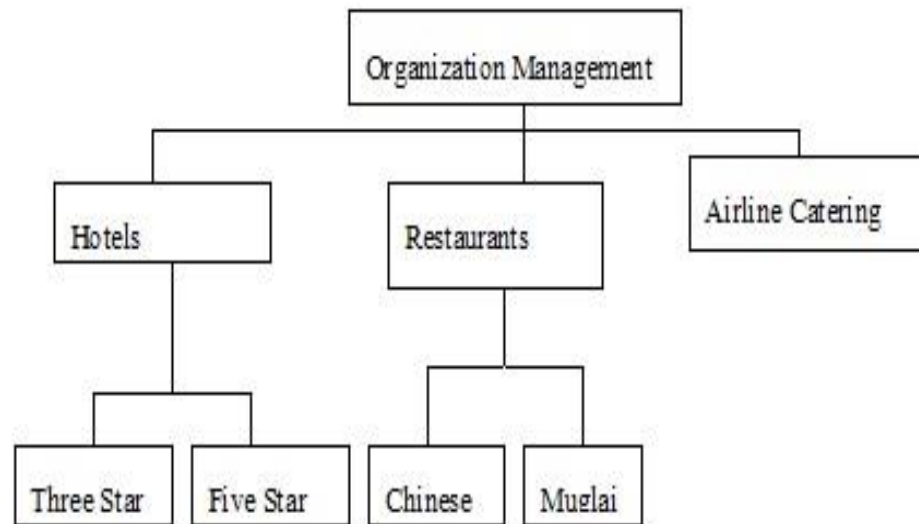 Organization Management
Hotels
Restaurants
Airline Catering
Three Star
Five Star
Chinese
Muglai